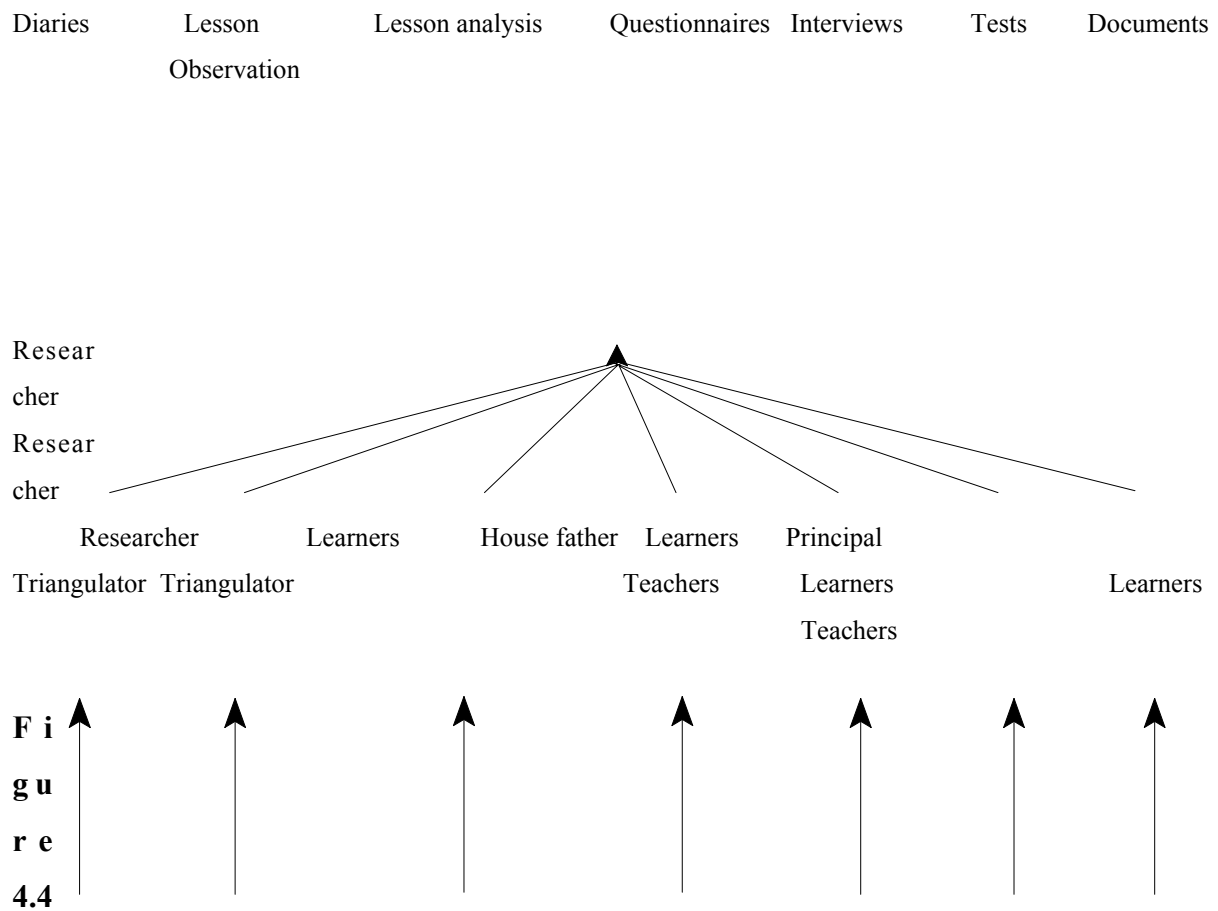 Diaries Lesson Lesson analysis Questionnaires Interviews Tests Documents
Observation
Resear
cher
Resear
cher
Researcher Learners House father Learners Principal
Triangulator Triangulator Teachers Learners Learners
Teachers
F i
g u
r e
4.4